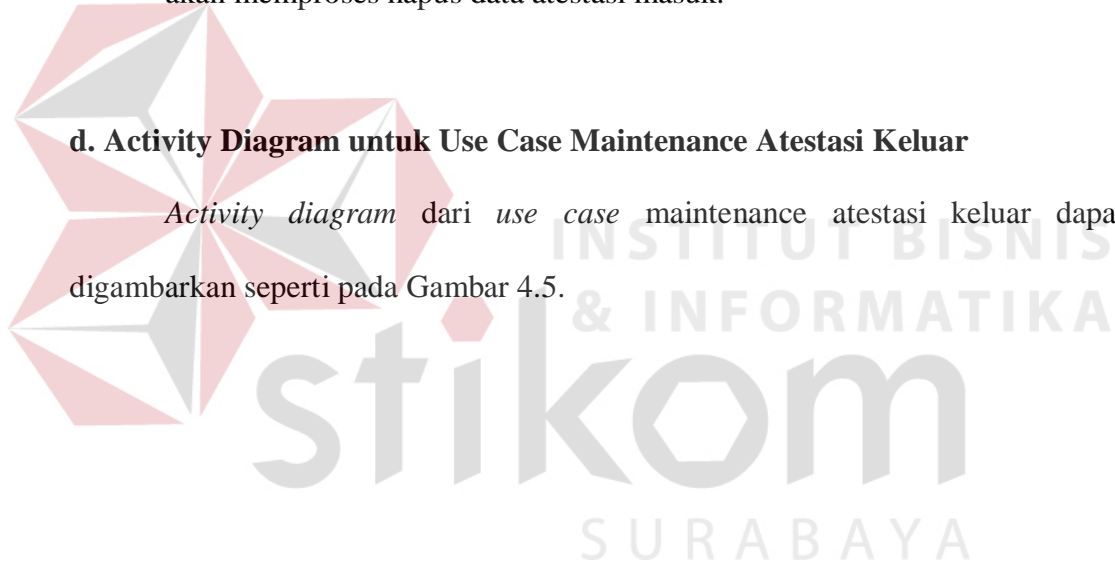 akan memproses hapus data atestasi masuk.
d. Activity Diagram untuk Use Case Maintenance Atestasi Keluar
Activity diagram dari use case maintenance atestasi keluar dapa
digambarkan seperti pada Gambar 4.5.
INSTITUT BISNIS
& INFORMATIKA
stikom
SURABAYA